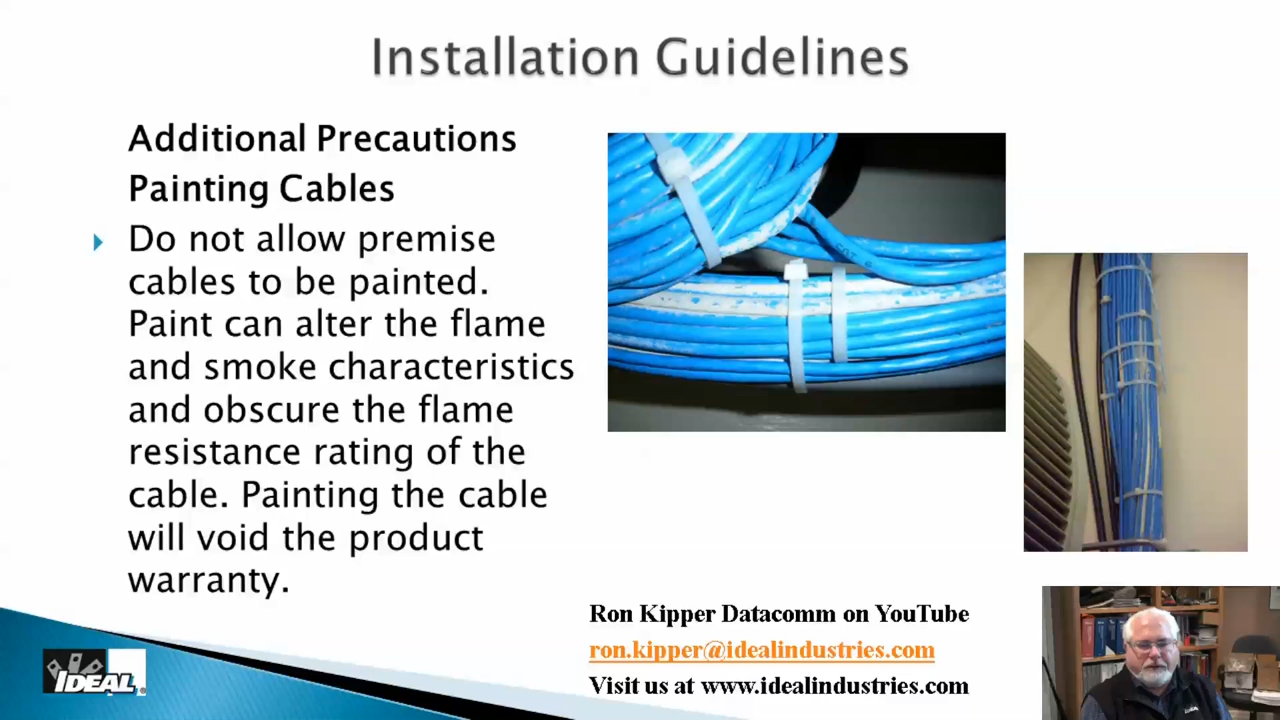 Installation Guidelines
Additional Precautions
Painting Cables
Do not allow premise
cables to be painted.
Paint can alter the flame
and smoke characteristics
and obscure the flame
resistance rating of the
cable. Painting the cable
will void the product
warranty.
Ron Kipper Datacomm on YouTube
ron.kipper@idealindustries.com
Visit us at www.idealindustries.com
IDEAL®